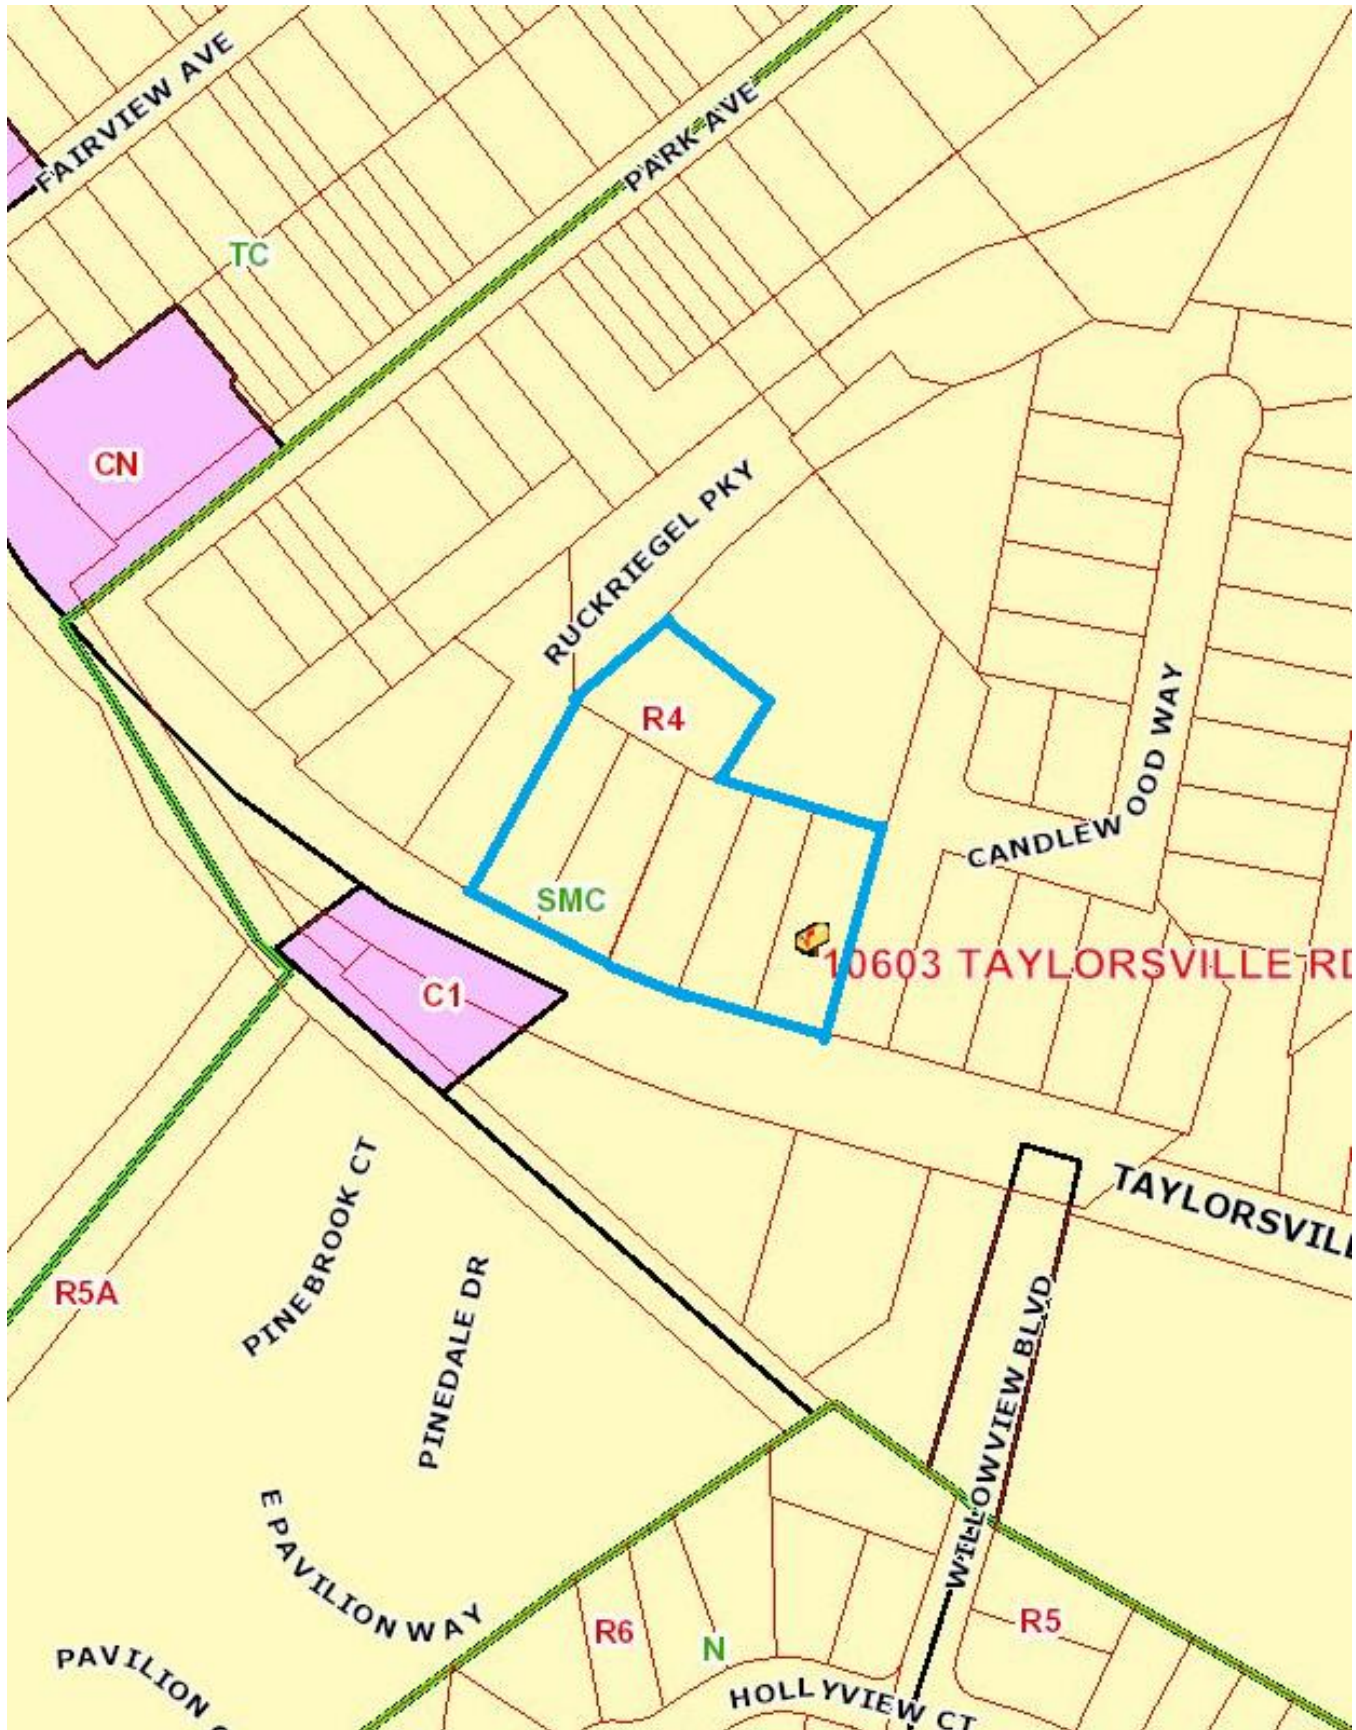 FAIRVIEW AVE
PARK AVE
TC
CN
RUCKRIEGEL PKY
R4
CANDLEWOOD WAY
SMC
10603 TAYLORSVILLE RD
C1
PINEBROOK CT
TAYLORSVILL
R5A
PINEDALE DR
WILLOWVIEW BLVD
E PAVILION WAY
R6
N
R5
PAVILION
HOLLYVIEW CT